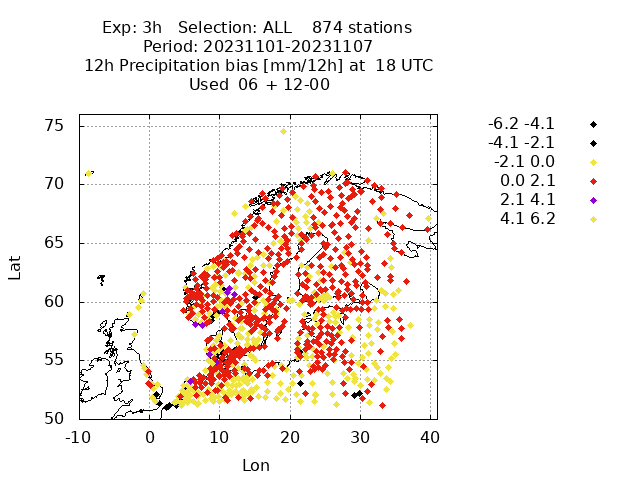 Exp: 3h   Selection: ALL    874 stations
Period: 20231101-20231107
12h Precipitation bias [mm/12h] at  18 UTC
Used  06 + 12-00
-6.2 -4.1
-4.1 -2.1
-2.1 0.0
0.0 2.1
2.1 4.1
4.1 6.2
75
70
65
60
55
50
Lat
-10 0 10 20 30 40
Lon